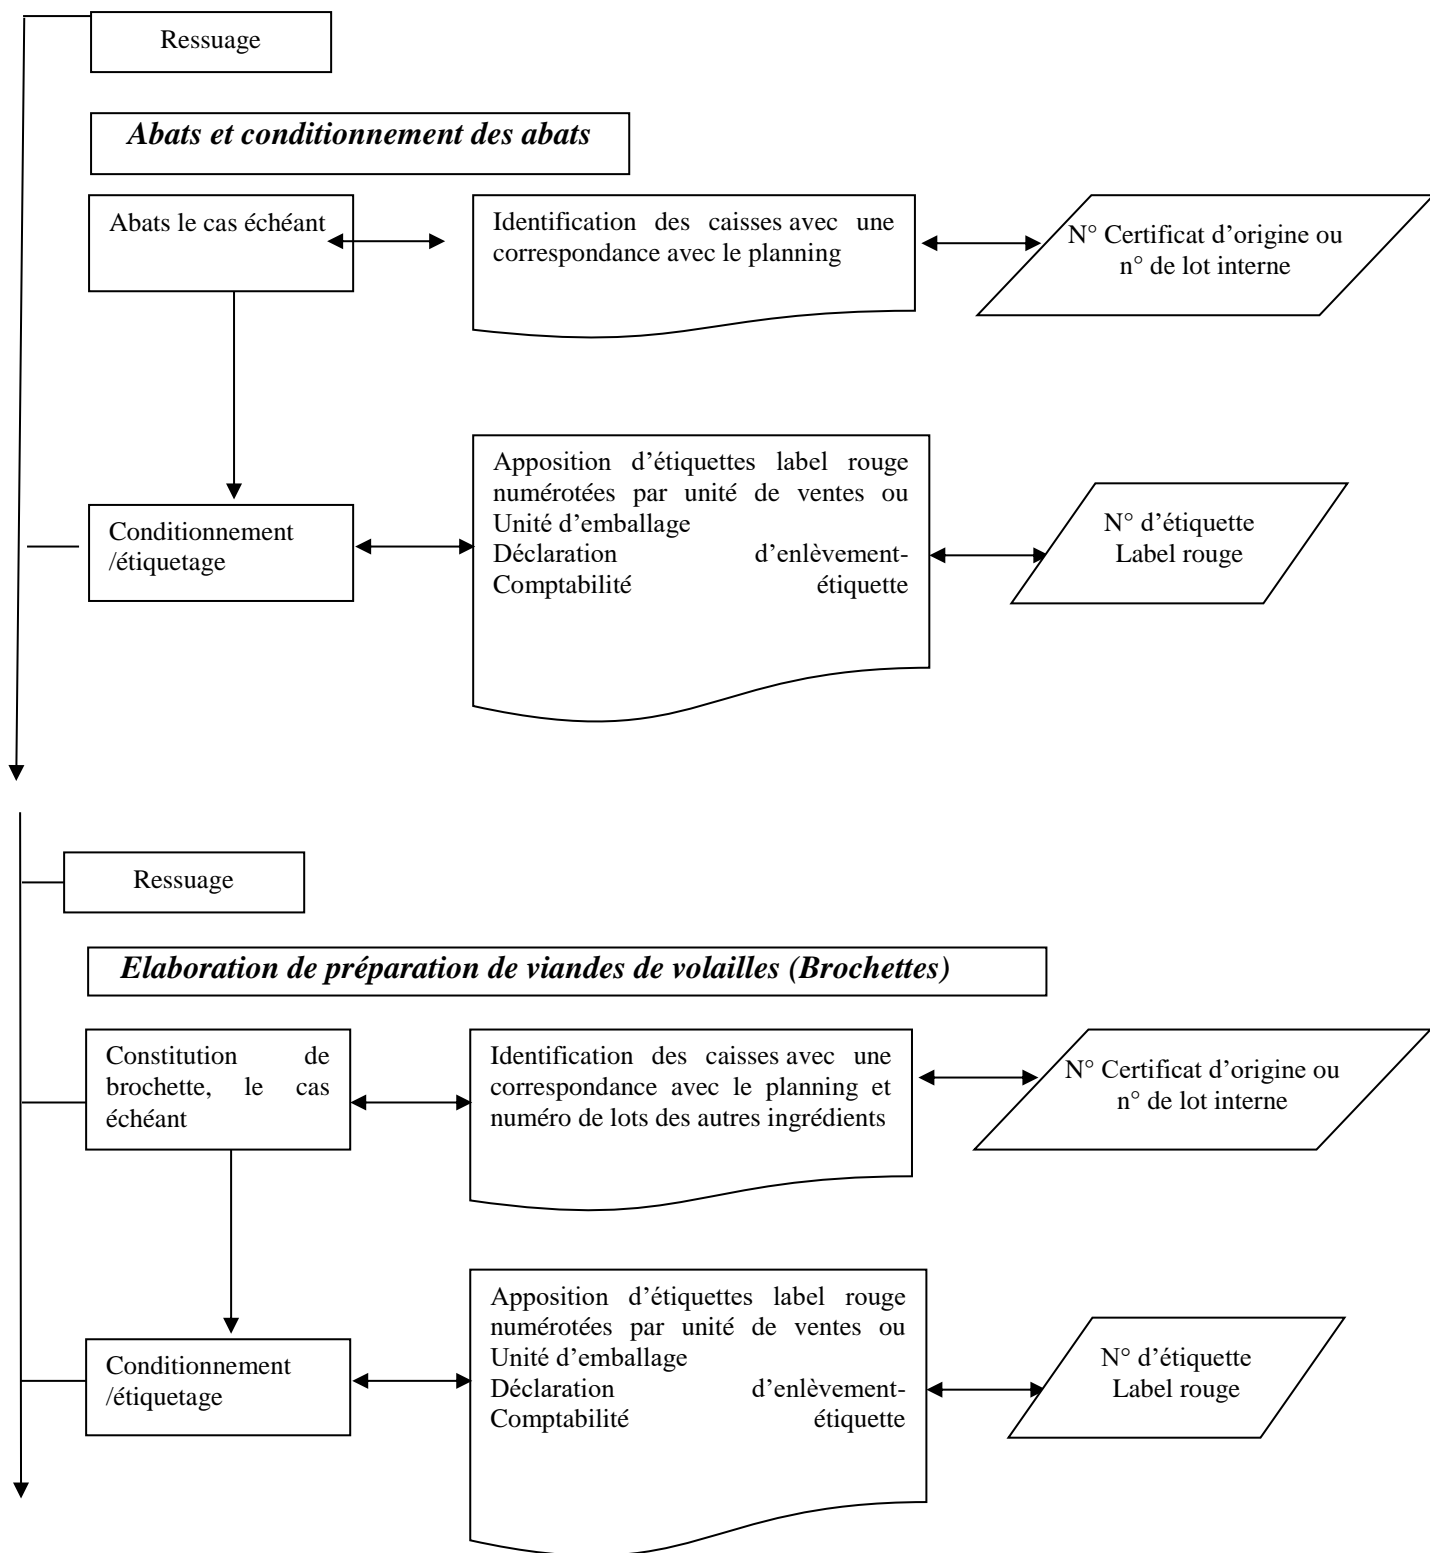 Ressuage
Abats et conditionnement des abats
Abats le cas échéant
Identification des caisses avec une
correspondance avec le planning
N° Certificat d'origine ou
n° de lot interne
Conditionnement
/étiquetage
Apposition d'étiquettes label rouge
numérotées par unité de ventes ou
Unité d'emballage
Déclaration d'enlèvement-
Comptabilité étiquette
N° d'étiquette
Label rouge
Ressuage
Elaboration de préparation de viandes de volailles (Brochettes)
Constitution de
brochette, le cas
échéant
Identification des caisses avec une
correspondance avec le planning et
numéro de lots des autres ingrédients
N° Certificat d'origine ou
n° de lot interne
Conditionnement
/étiquetage
Apposition d'étiquettes label rouge
numérotées par unité de ventes ou
Unité d'emballage
Déclaration d'enlèvement-
Comptabilité étiquette
N° d'étiquette
Label rouge